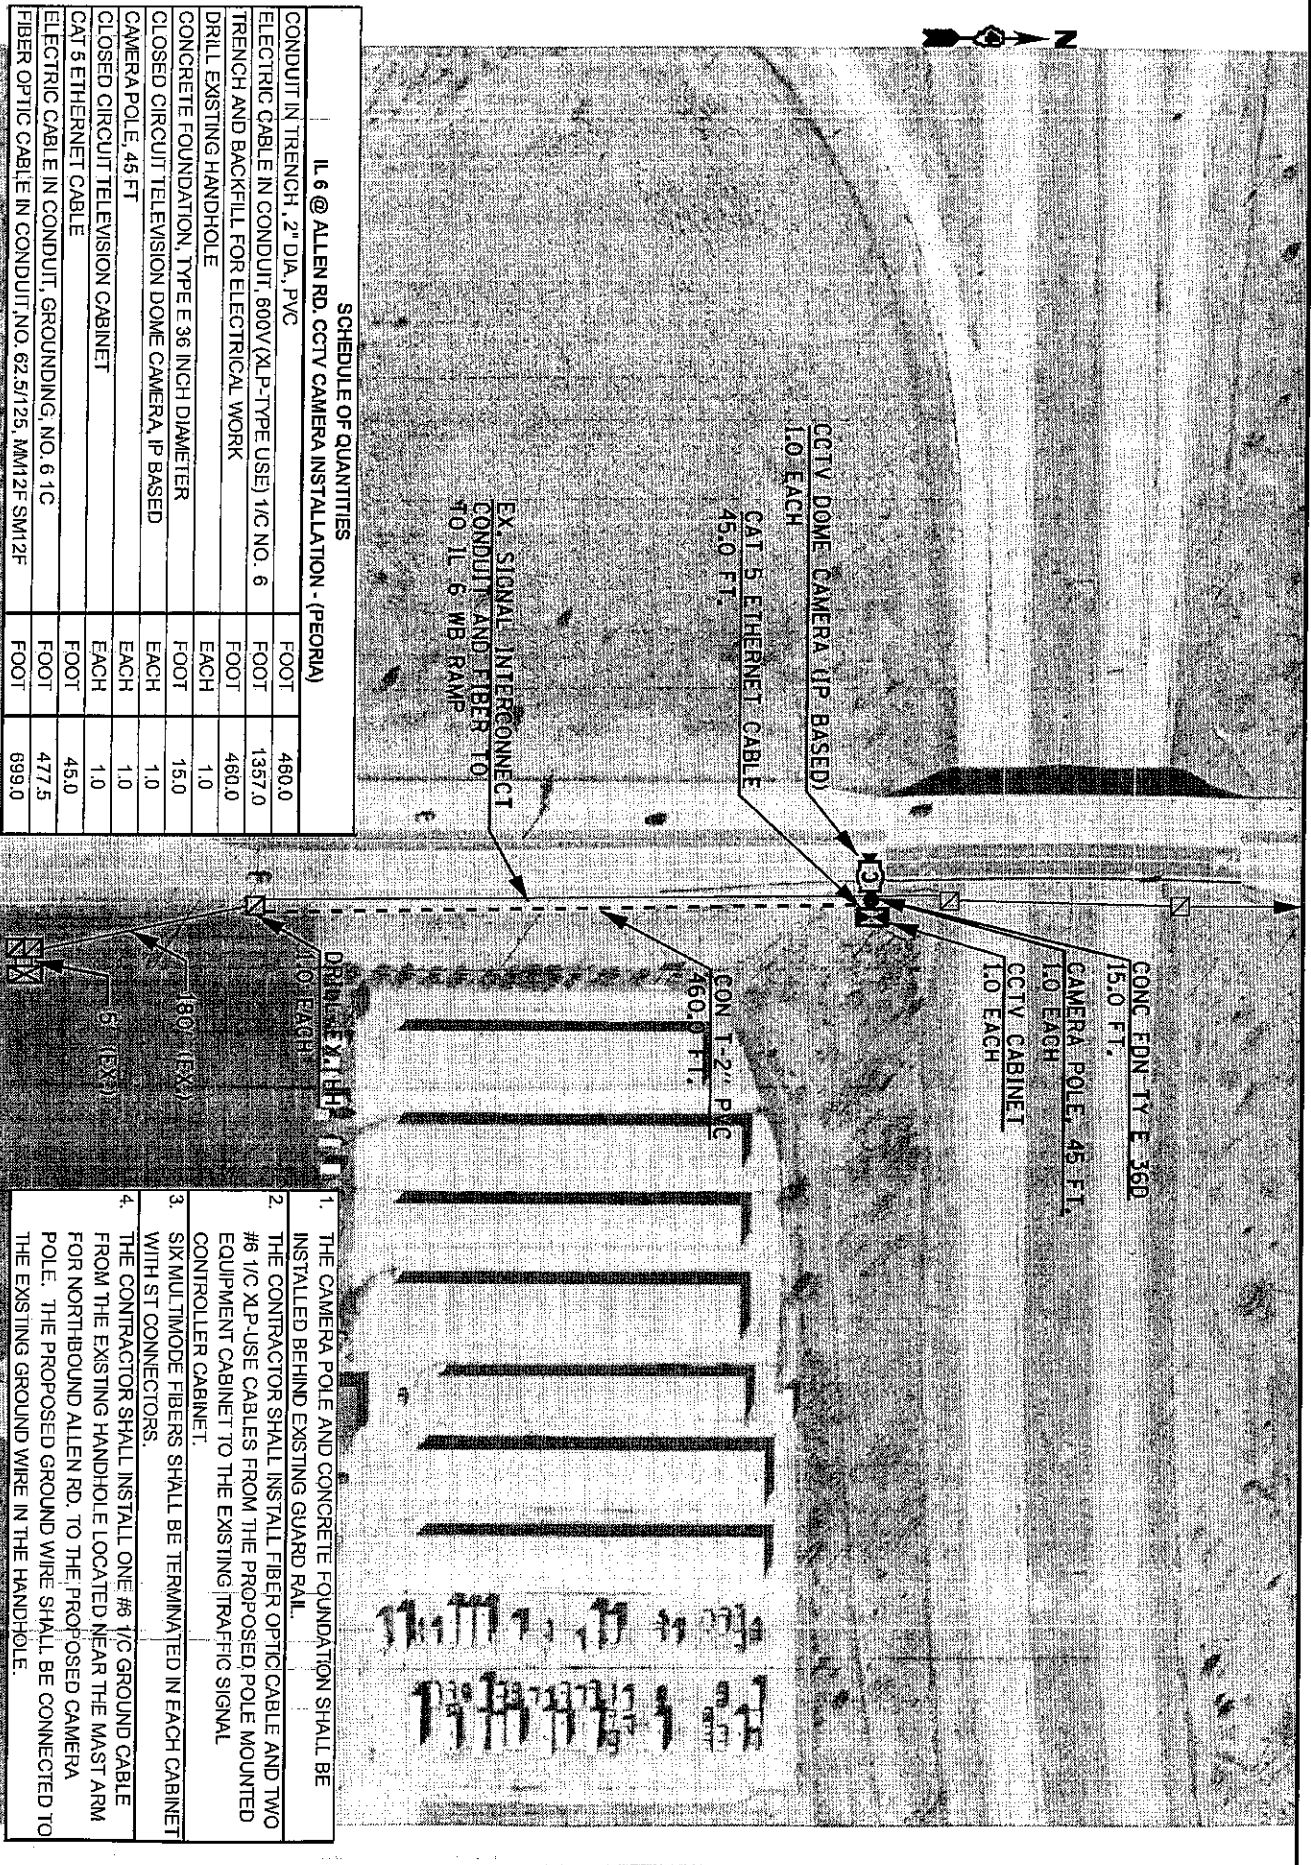 N
CCTV DOME CAMERA (IP BASED)
1.0 EACH
CAT 5 ETHERNET CABLE
45.0 FT.
EX. SIGNAL INTERCONNECT
CONDUIT AND FIBER TO
TO IL 6 WB RAMP
C
CONC FDN TY E 36D
15.0 FT.
CAMERA POLE, 45 FT.
1.0 EACH
CCTV CABINET
1.0 EACH
CON T-2" PVC
460.0 FT.
DRILL EX. HH
1.0 EACH
180' (EX.)
5' (EX.)
SCHEDULE OF QUANTITIES
IL 6 @ ALLEN RD. CCTV CAMERA INSTALLATION - (PEORIA)
CONDUIT IN TRENCH, 2" DIA., PVC FOOT 460.0
ELECTRIC CABLE IN CONDUIT, 600V (XLP-TYPE USE) 1/C NO. 6 FOOT 1357.0
TRENCH AND BACKFILL FOR ELECTRICAL WORK FOOT 460.0
DRILL EXISTING HANDHOLE EACH 1.0
CONCRETE FOUNDATION, TYPE E 36 INCH DIAMETER FOOT 15.0
CLOSED CIRCUIT TELEVISION DOME CAMERA, IP BASED EACH 1.0
CAMERA POLE, 45 FT EACH 1.0
CLOSED CIRCUIT TELEVISION CABINET EACH 1.0
CAT 5 ETHERNET CABLE FOOT 45.0
ELECTRIC CABLE IN CONDUIT, GROUNDING, NO. 6 1C FOOT 477.5
FIBER OPTIC CABLE IN CONDUIT, NO. 62.5/125, MM12F SM12F FOOT 699.0
1. THE CAMERA POLE AND CONCRETE FOUNDATION SHALL BE
INSTALLED BEHIND EXISTING GUARD RAIL.
2. THE CONTRACTOR SHALL INSTALL FIBER OPTIC CABLE AND TWO
#6 1/C XLP-USE CABLES FROM THE PROPOSED POLE MOUNTED
EQUIPMENT CABINET TO THE EXISTING TRAFFIC SIGNAL
CONTROLLER CABINET.
3. SIX MULTIMODE FIBERS SHALL BE TERMINATED IN EACH CABINET
WITH ST CONNECTORS.
4. THE CONTRACTOR SHALL INSTALL ONE #6 1/C GROUND CABLE
FROM THE EXISTING HANDHOLE LOCATED NEAR THE MAST ARM
FOR NORTHBOUND ALLEN RD. TO THE PROPOSED CAMERA
POLE. THE PROPOSED GROUND WIRE SHALL BE CONNECTED TO
THE EXISTING GROUND WIRE IN THE HANDHOLE.